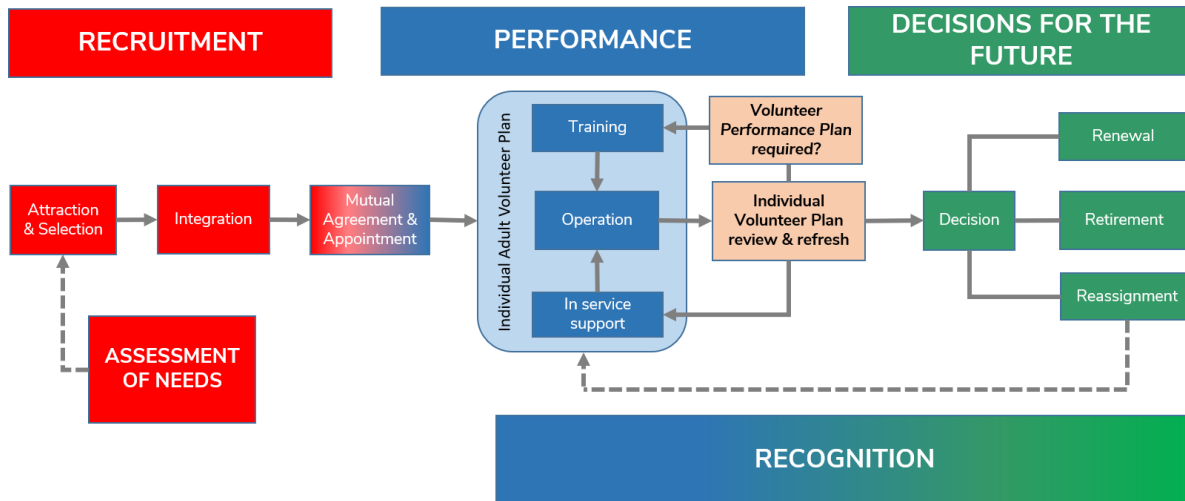 RECRUITMENT
PERFORMANCE
DECISIONS FOR THE
FUTURE
Individual Adult Volunteer Plan
Training
Volunteer
Performance Plan
required?
Renewal
Attraction
& Selection
Integration
Mutual
Agreement &
Appointment
Operation
Individual
Volunteer Plan
review & refresh
Decision
Retirement
In service
support
Reassignment
ASSESSMENT
OF NEEDS
RECOGNITION